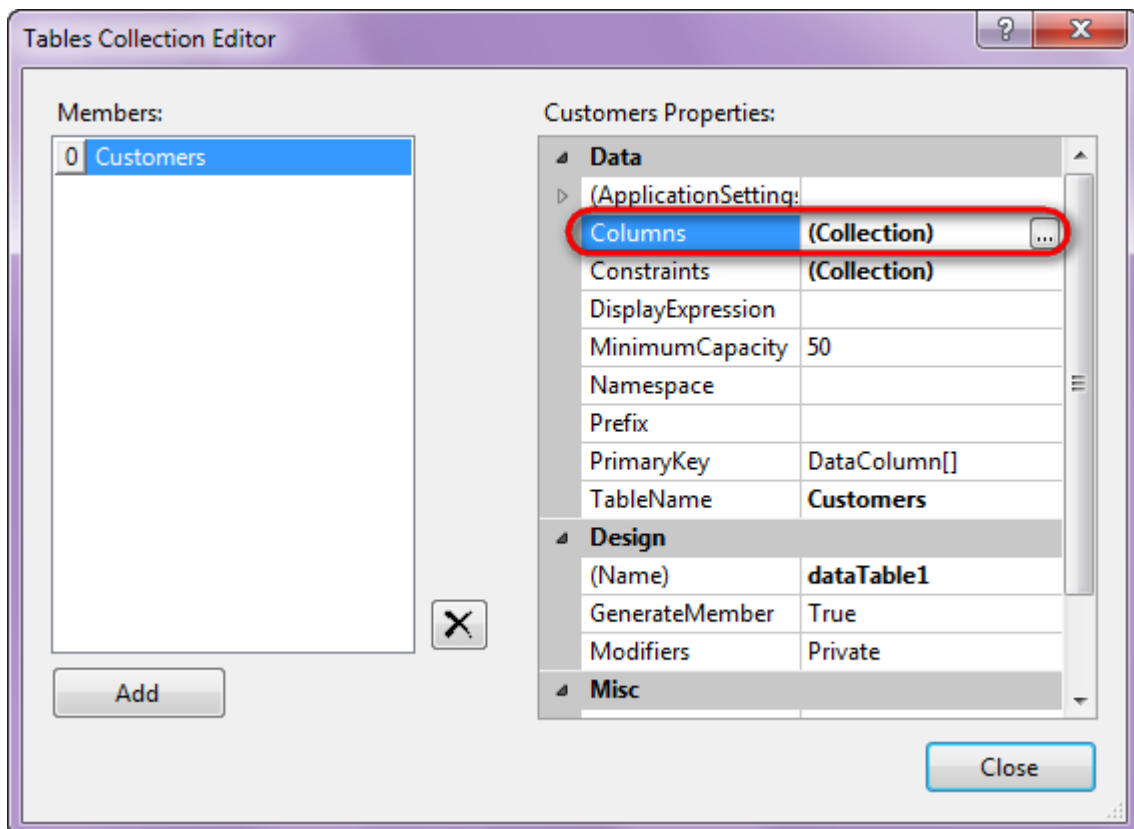 Tables Collection Editor
?
X
Members:
0 Customers
Add
Customers Properties:
Data
(ApplicationSettings
Columns (Collection) ...
Constraints (Collection)
DisplayExpression
MinimumCapacity 50
Namespace
Prefix
PrimaryKey DataColumn[]
TableName Customers
Design
(Name) dataTable1
GenerateMember True
Modifiers Private
Misc
Close